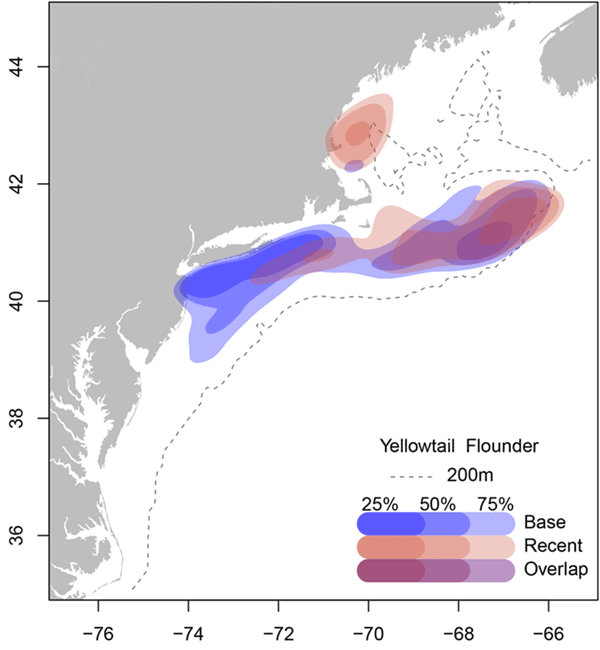 44
42
40
38
36
Yellowtail Flounder
200m
25% 50% 75%
Base
Recent
Overlap
−76 −74 −72 −70 −68 −66